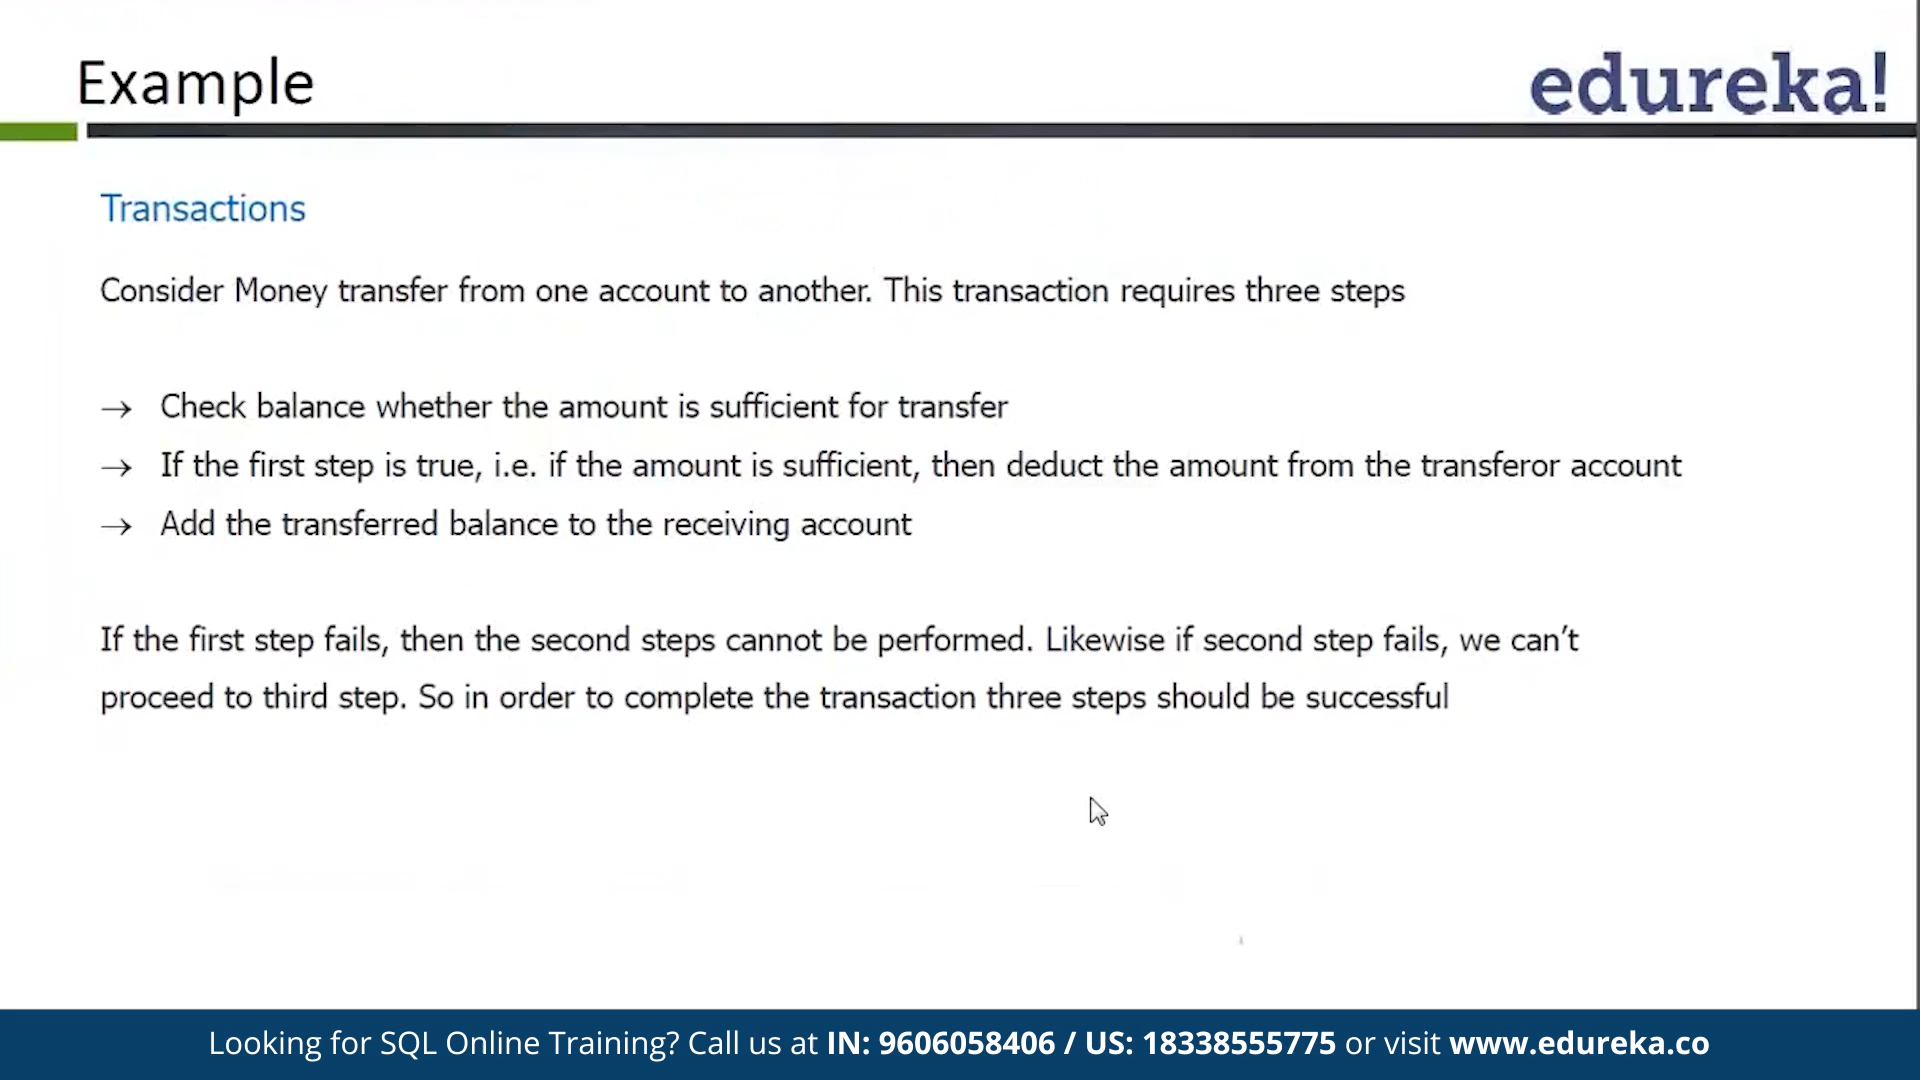 Example
edureka!
Transactions
Consider Money transfer from one account to another. This transaction requires three steps
→ Check balance whether the amount is sufficient for transfer
→ If the first step is true, i.e. if the amount is sufficient, then deduct the amount from the transferor account
→ Add the transferred balance to the receiving account
If the first step fails, then the second steps cannot be performed. Likewise if second step fails, we can’t
proceed to third step. So in order to complete the transaction three steps should be successful
Looking for SQL Online Training? Call us at IN: 9606058406 / US: 18338555775 or visit www.edureka.co